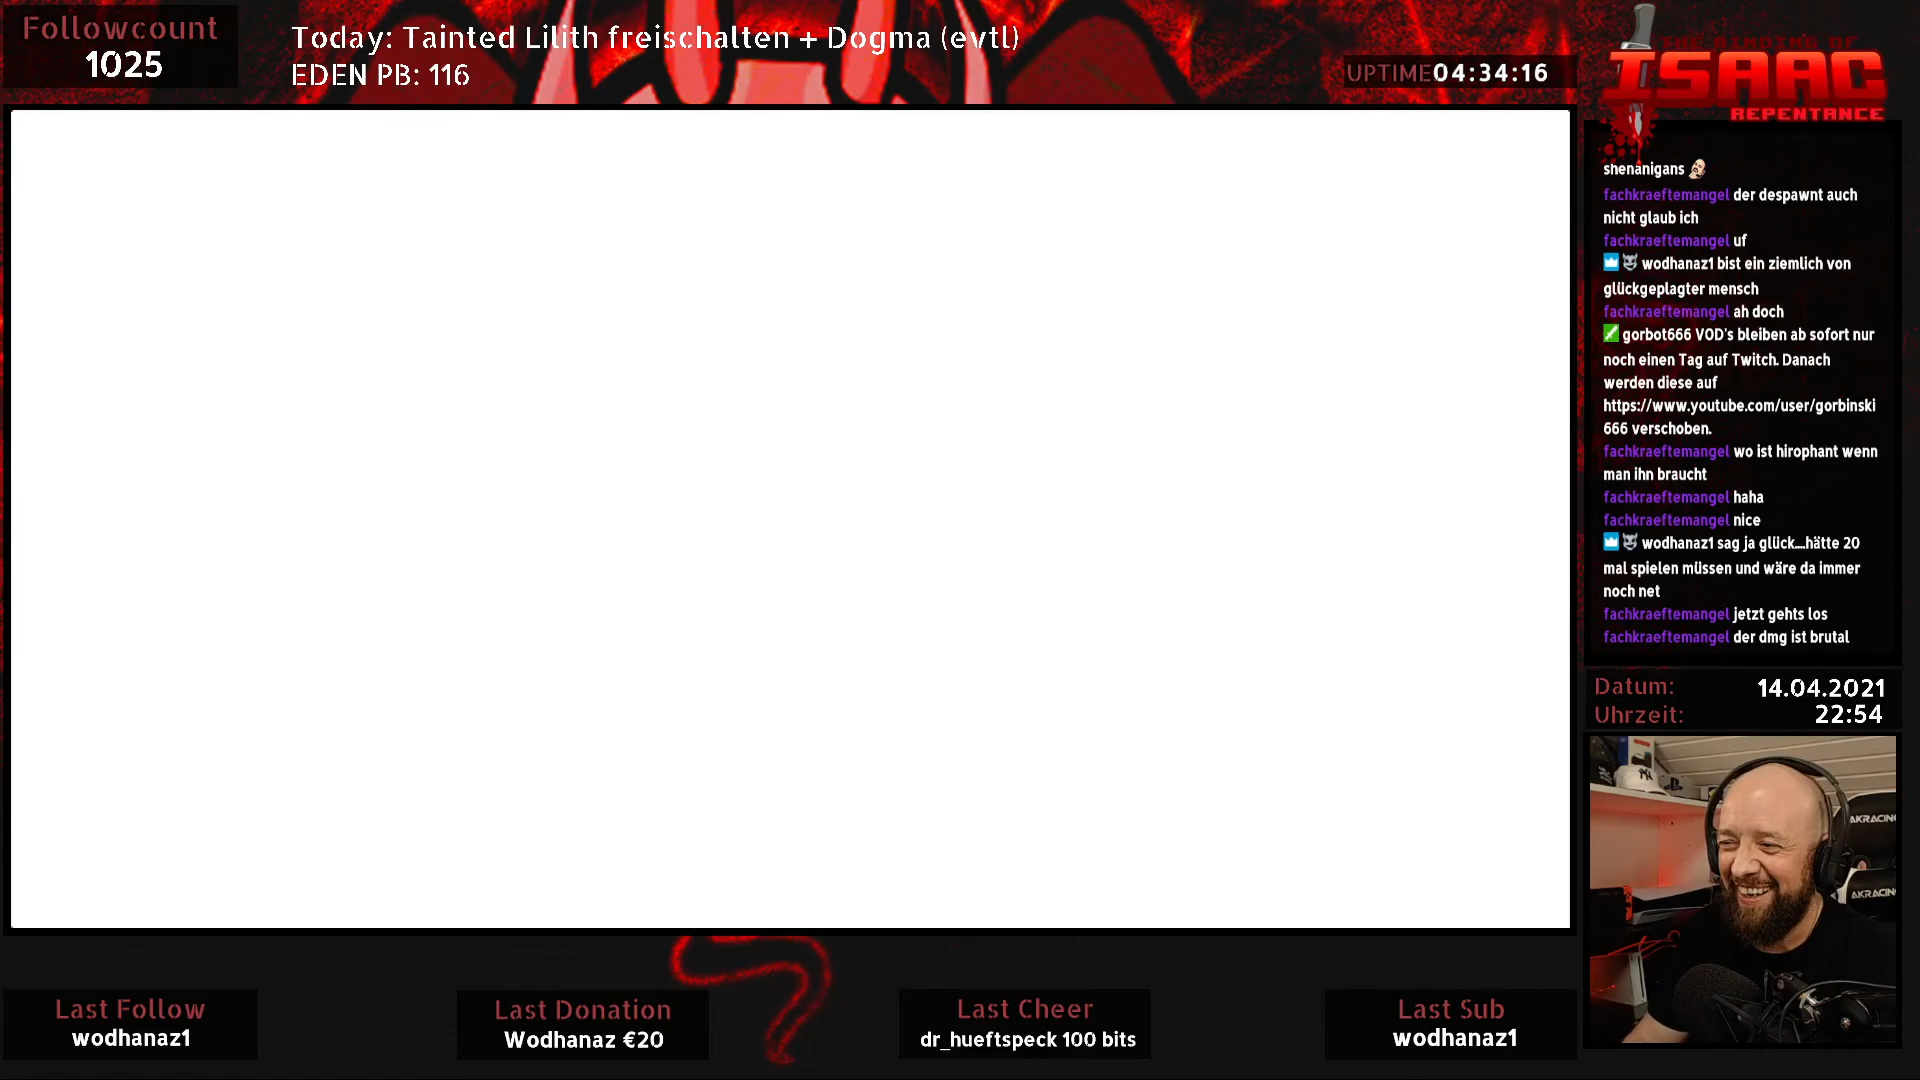 Followcount
1025
Today: Tainted Lilith freischalten + Dogma (evtl)
EDEN PB: 116
UPTIME04:34:16
THE BINDING OF
ISAAC
REPENTANCE
shenanigans
fachkraeftemangel der despawnt auch
nicht glaub ich
fachkraeftemangel uf
wodhanaz1 bist ein ziemlich von
glückgeplagter mensch
fachkraeftemangel ah doch
gorbot666 VOD's bleiben ab sofort nur
noch einen Tag auf Twitch. Danach
werden diese auf
https://www.youtube.com/user/gorbinski
666 verschoben.
fachkraeftemangel wo ist hirophant wenn
man ihn braucht
fachkraeftemangel haha
fachkraeftemangel nice
wodhanaz1 sag ja glück....hätte 20
mal spielen müssen und wäre da immer
noch net
fachkraeftemangel jetzt gehts los
fachkraeftemangel der dmg ist brutal
Datum: 14.04.2021
Uhrzeit: 22:54
AKRACING
AKRACING
Last Follow
wodhanaz1
Last Donation
Wodhanaz €20
Last Cheer
dr_hueftspeck 100 bits
Last Sub
wodhanaz1